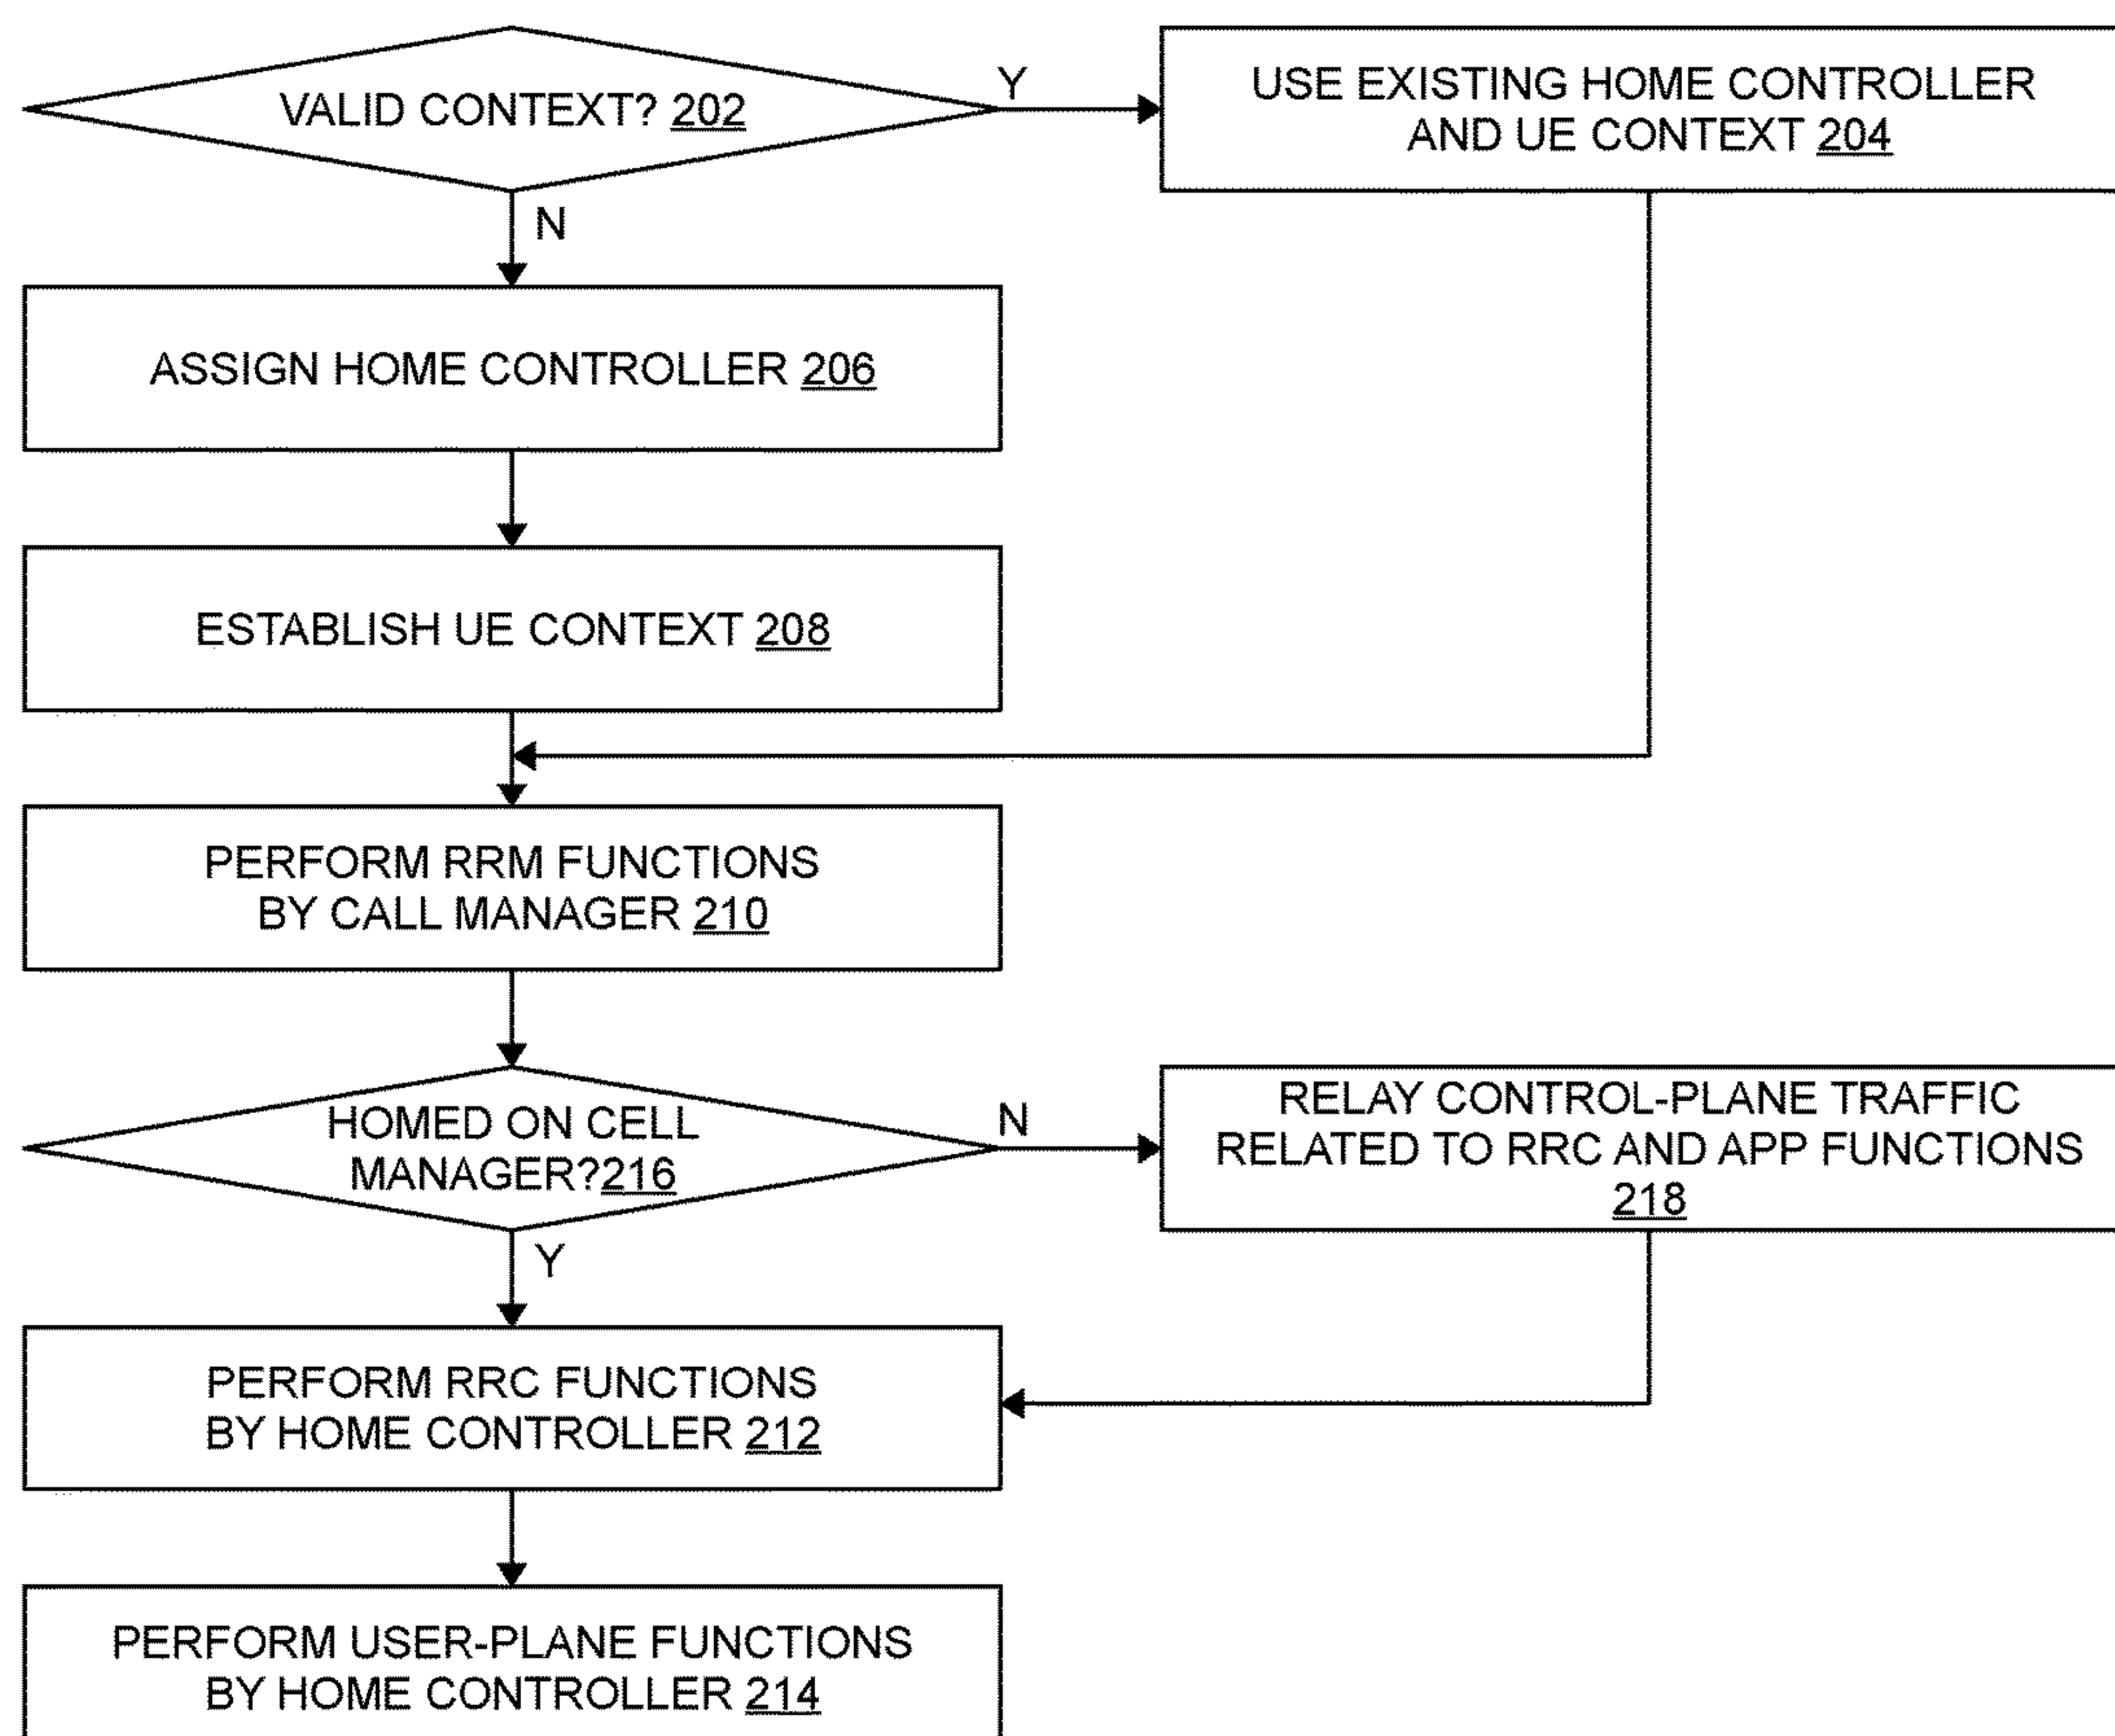 VALID CONTEXT? 202
Y
USE EXISTING HOME CONTROLLER
AND UE CONTEXT 204
N
ASSIGN HOME CONTROLLER 206
ESTABLISH UE CONTEXT 208
PERFORM RRM FUNCTIONS
BY CALL MANAGER 210
HOMED ON CELL
MANAGER?216
N
RELAY CONTROL-PLANE TRAFFIC
RELATED TO RRC AND APP FUNCTIONS
218
Y
PERFORM RRC FUNCTIONS
BY HOME CONTROLLER 212
PERFORM USER-PLANE FUNCTIONS
BY HOME CONTROLLER 214